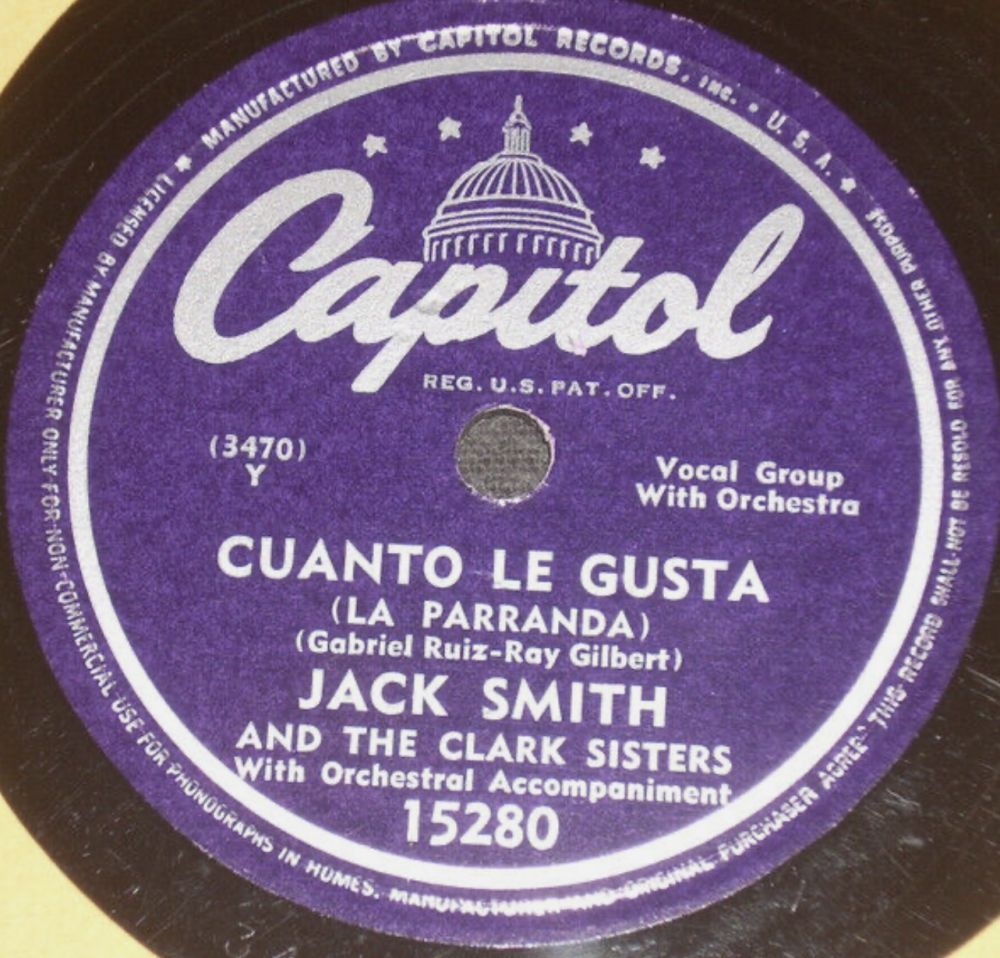 MANUFACTURED BY CAPITOL RECORDS, INC. • U. S. A.
Capitol
REG. U.S. PAT. OFF.
(3470)
Y
Vocal Group
With Orchestra
CUANTO LE GUSTA
(LA PARRANDA)
(Gabriel Ruiz-Ray Gilbert)
JACK SMITH
AND THE CLARK SISTERS
With Orchestral Accompaniment
15280
LICENSED BY MANUFACTURER ONLY FOR NON-COMMERCIAL USE FOR PHONOGRAPHS IN HOMES. MANUFACTURER AND ORIGINAL PURCHASER AGREE THIS RECORD SHALL NOT BE RESOLD FOR ANY OTHER PURPOSE